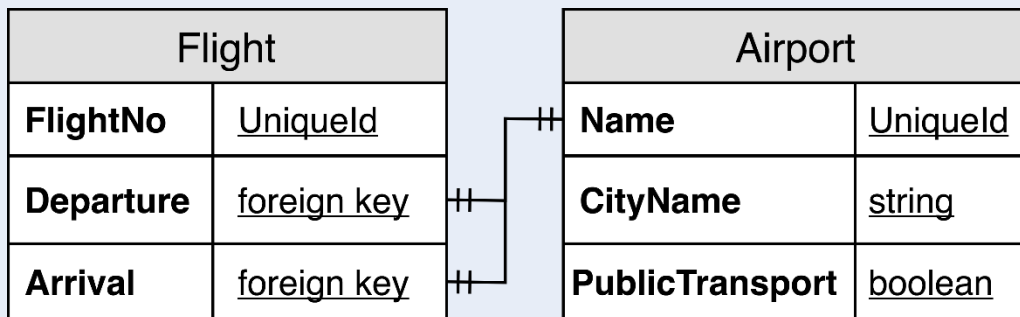 Flight
FlightNo UniqueId
Departure foreign key
Arrival foreign key
Airport
Name UniqueId
CityName string
PublicTransport boolean